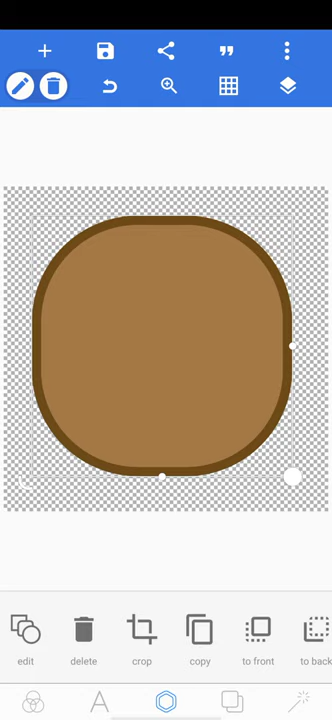 edit
delete
crop
copy
to front
to back